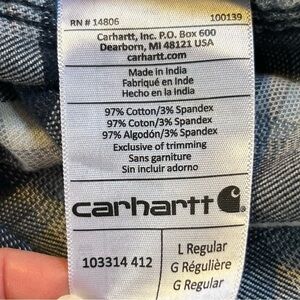 RN # 14806 100139
Carhartt, Inc. P.O. Box 600
Dearborn, MI 48121 USA
carhartt.com
Made in India
Fabriqué en Inde
Hecho en la India
97% Cotton/3% Spandex
97% Coton/3% Spandex
97% Algodón/3% Spandex
Exclusive of trimming
Sans garniture
Sin incluir adorno
carhartt
103314 412
L Regular
G Régulière
G Regular